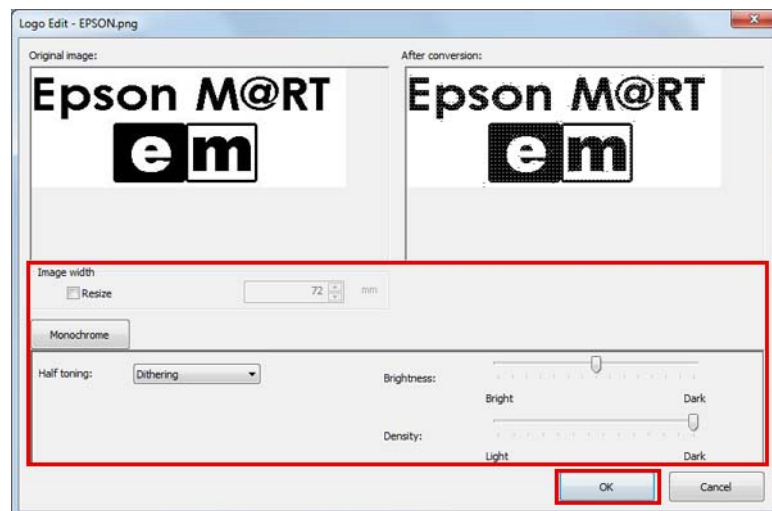 Logo Edit - EPSON.png
Original image:
After conversion:
Epson M@RT
em
Epson M@RT
em
Image width
Resize
72
mm
Monochrome
Half toning:
Dithering
Brightness:
Bright
Dark
Density:
Light
Dark
OK
Cancel